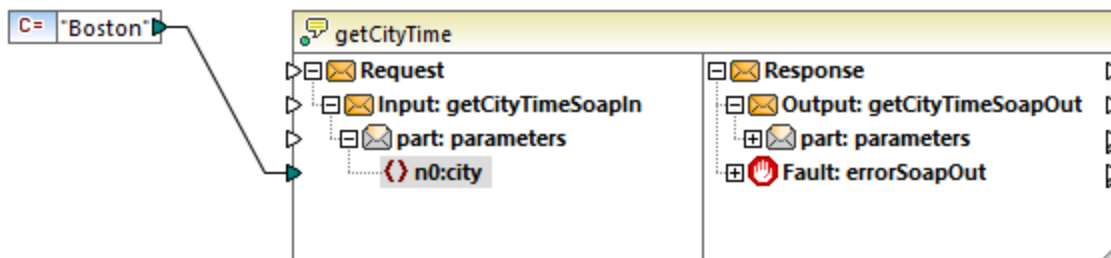 C= "Boston"
getCityTime
Request
Input: getCityTimeSoapIn
part: parameters
n0:city
Response
Output: getCityTimeSoapOut
part: parameters
Fault: errorSoapOut